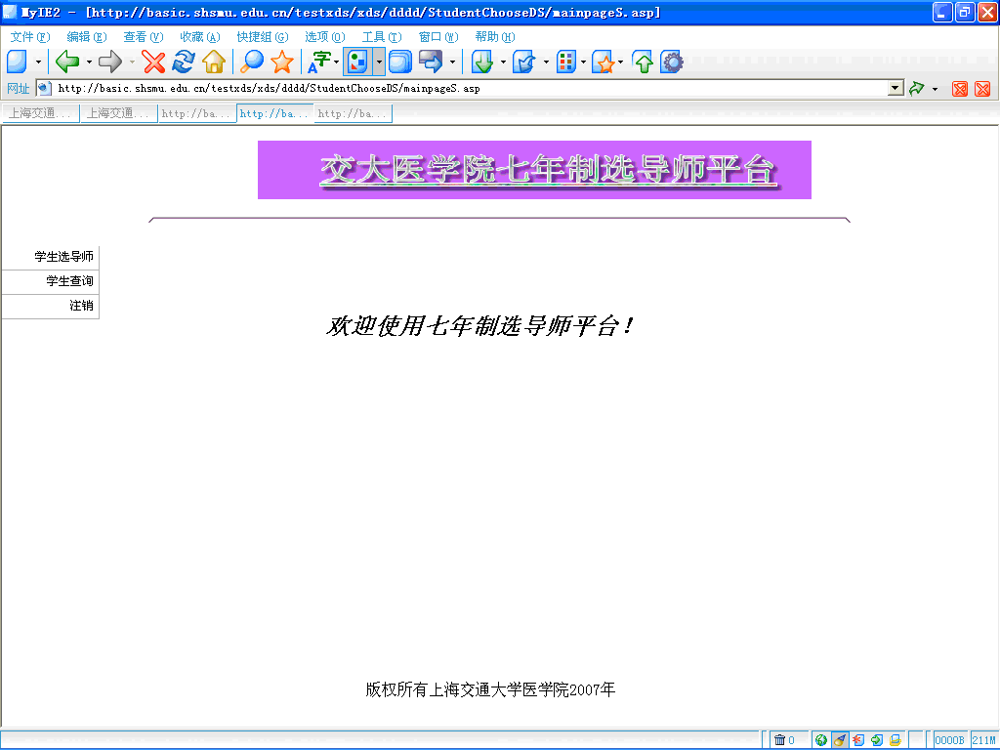 MyIE2 - [http://basic.shsmu.edu.cn/testxds/xds/dddd/StudentChooseDS/mainpageS.asp]
文件(F) 编辑(E) 查看(V) 收藏(A) 快捷组(G) 选项(O) 工具(T) 窗口(W) 帮助(H)
A字
网址 http://basic.shsmu.edu.cn/testxds/xds/dddd/StudentChooseDS/mainpageS.asp
上海交通... 上海交通... http://ba... http://ba... http://ba...
交大医学院七年制选导师平台
学生选导师
学生查询
注销
欢迎使用七年制选导师平台！
版权所有上海交通大学医学院2007年
0 0000B 211M